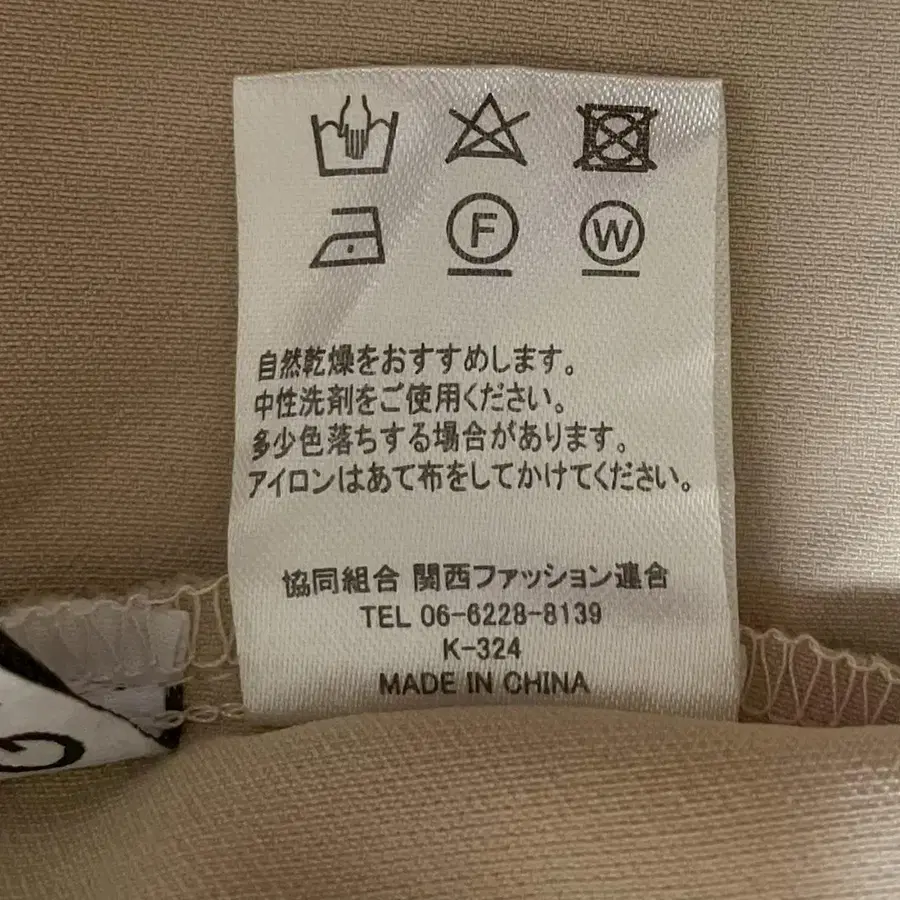 F W
自然乾燥をおすすめします。
中性洗剤をご使用ください。
多少色落ちする場合があります。
アイロンはあて布をしてかけてください。
協同組合 関西ファッション連合
TEL 06-6228-8139
K-324
MADE IN CHINA